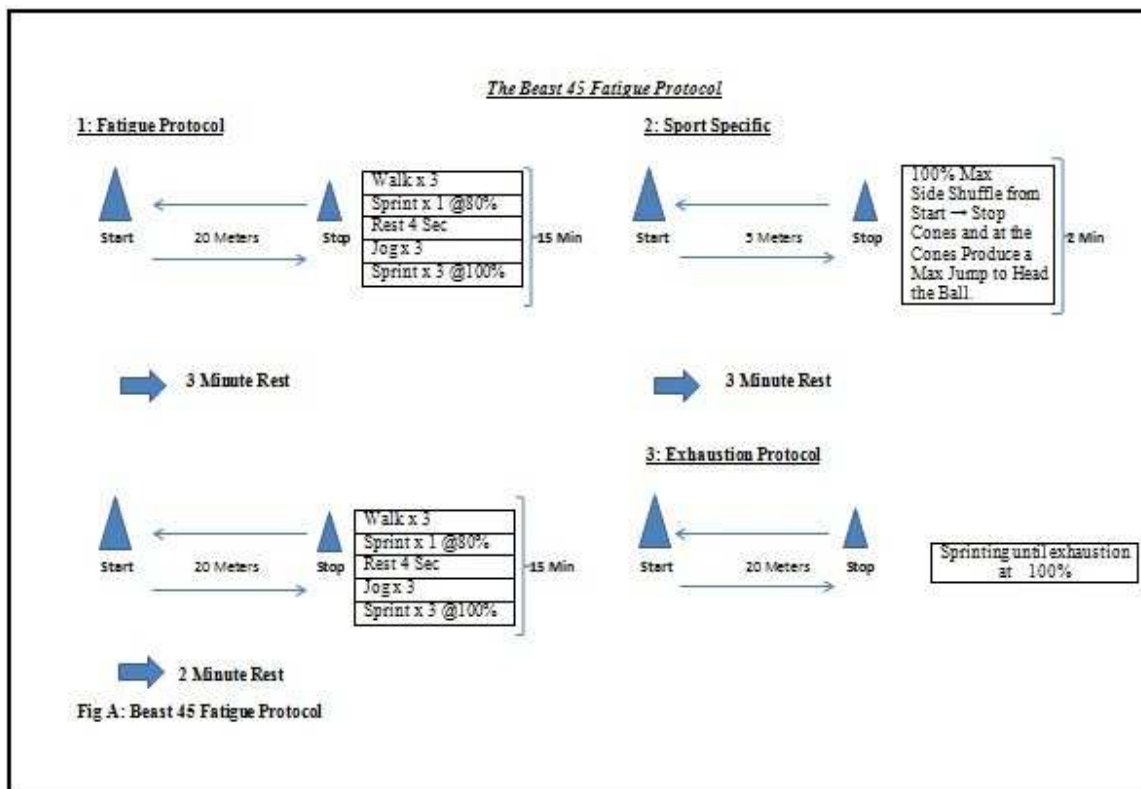 The Beast 45 Fatigue Protocol
1: Fatigue Protocol
Start
20 Meters
Stop
Walk x 3
Sprint x 1 @80%
Rest 4 Sec
Jog x 3
Sprint x 3 @100%
15 Min
3 Minute Rest
Start
20 Meters
Stop
Walk x 3
Sprint x 1 @80%
Rest 4 Sec
Jog x 3
Sprint x 3 @100%
15 Min
2 Minute Rest
2: Sport Specific
Start
5 Meters
Stop
100% Max
Side Shuffle from
Start → Stop
Cones and at the
Cones Produce a
Max Jump to Head
the Ball.
2 Min
3 Minute Rest
3: Exhaustion Protocol
Start
20 Meters
Stop
Sprinting until exhaustion
at 100%
Fig A: Beast 45 Fatigue Protocol